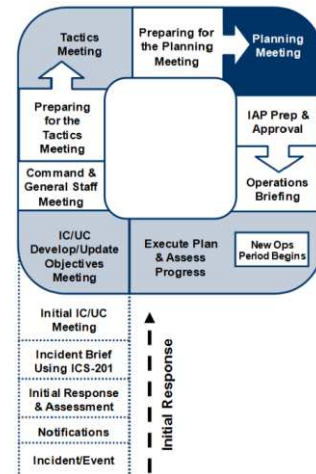 Tactics
Meeting
Preparing for
the Planning
Meeting
Planning
Meeting
Preparing
for the
Tactics
Meeting
IAP Prep &
Approval
Command &
General Staff
Meeting
Operations
Briefing
IC/UC
Develop/Update
Objectives
Meeting
Execute Plan
& Assess
Progress
New Ops
Period Begins
Initial IC/UC
Meeting
Incident Brief
Using ICS-201
Initial Response
& Assessment
Notifications
Incident/Event
Initial Response